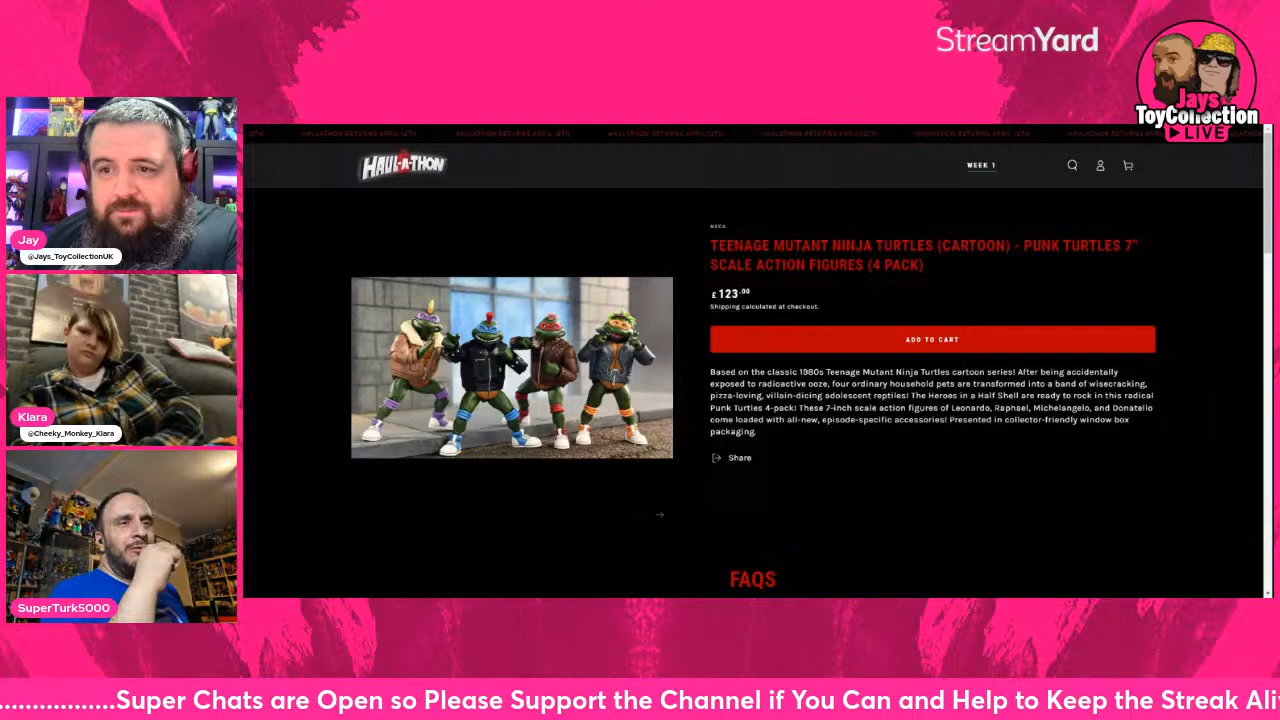 StreamYard
Jays
ToyCollection
LIVE
HAULATHON RETURNS APRIL 12TH
HAUL-A-THON
WEEK 1
NECA
TEENAGE MUTANT NINJA TURTLES (CARTOON) - PUNK TURTLES 7"
SCALE ACTION FIGURES (4 PACK)
£123.00
Shipping calculated at checkout.
ADD TO CART
Based on the classic 1980s Teenage Mutant Ninja Turtles cartoon series! After being accidentally
exposed to radioactive ooze, four ordinary household pets are transformed into a band of wisecracking,
pizza-loving, villain-dicing adolescent reptiles! The Heroes in a Half Shell are ready to rock in this radical
Punk Turtles 4-pack! These 7-inch scale action figures of Leonardo, Raphael, Michelangelo, and Donatello
come loaded with all-new, episode-specific accessories! Presented in collector-friendly window box
packaging.
Share
FAQS
Jay
@Jays_ToyCollectionUK
Kiara
@Cheeky_Monkey_Kiara
SuperTurk5000
.................Super Chats are Open so Please Support the Channel if You Can and Help to Keep the Streak Ali